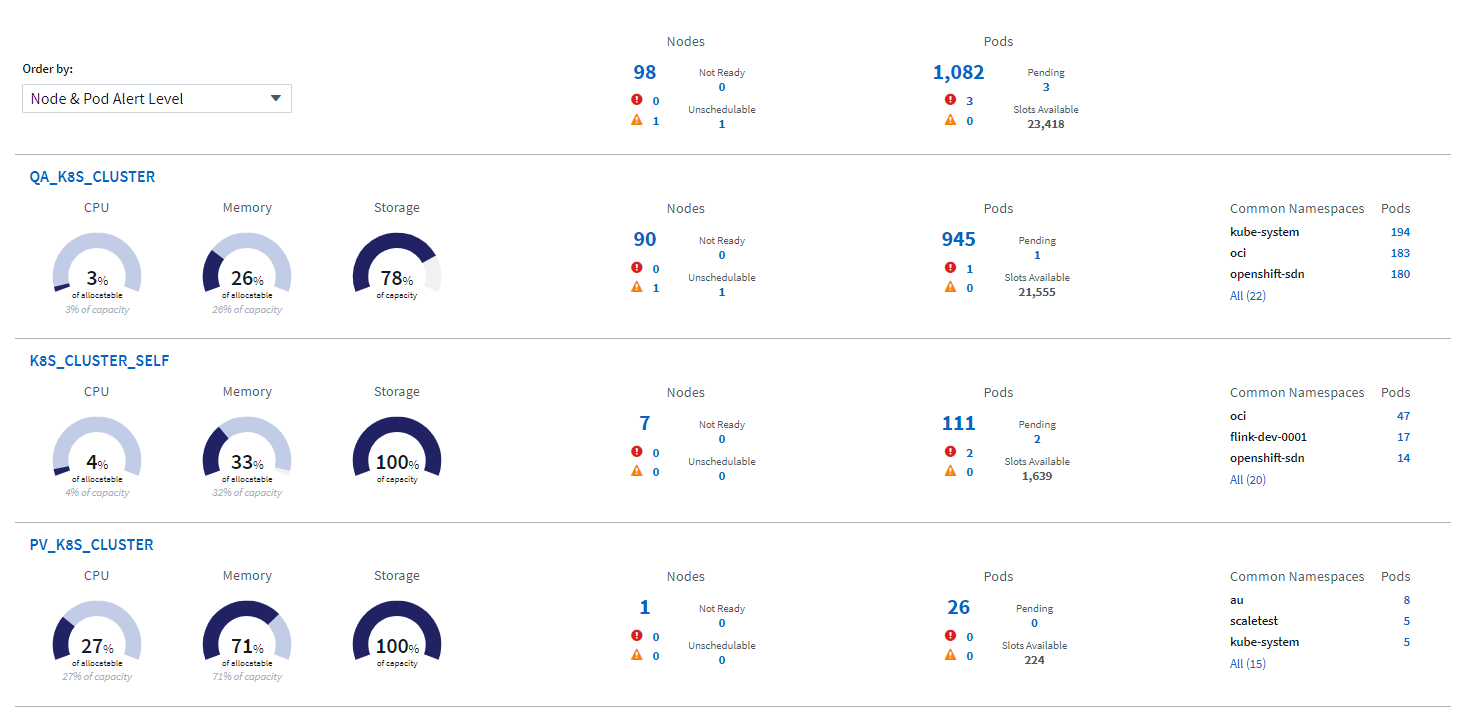 Nodes Pods
Order by:
Node & Pod Alert Level
98 Not Ready 1,082 Pending
0 3
0 3
Unschedulable Slots Available
1 1 0 23,418
QA_K8S_CLUSTER
CPU Memory Storage Nodes Pods Common Namespaces Pods
kube-system 194
90 Not Ready 945 Pending
0 1
oci 183
0 1
3% 26% 78% Unschedulable Slots Available openshift-sdn 180
1 1 0 21,555
of allocatable of allocatable of capacity All (22)
3% of capacity 26% of capacity
K8S_CLUSTER_SELF
CPU Memory Storage Nodes Pods Common Namespaces Pods
oci 47
7 Not Ready 111 Pending
0 2
flink-dev-0001 17
0 2
4% 33% 100% Unschedulable Slots Available openshift-sdn 14
0 0 0 1,639
of allocatable of allocatable of capacity All (20)
4% of capacity 32% of capacity
PV_K8S_CLUSTER
CPU Memory Storage Nodes Pods Common Namespaces Pods
au 8
1 Not Ready 26 Pending
0 0
scaletest 5
0 0
27% 71% 100% Unschedulable Slots Available kube-system 5
0 0 0 224
of allocatable of allocatable of capacity All (15)
27% of capacity 71% of capacity